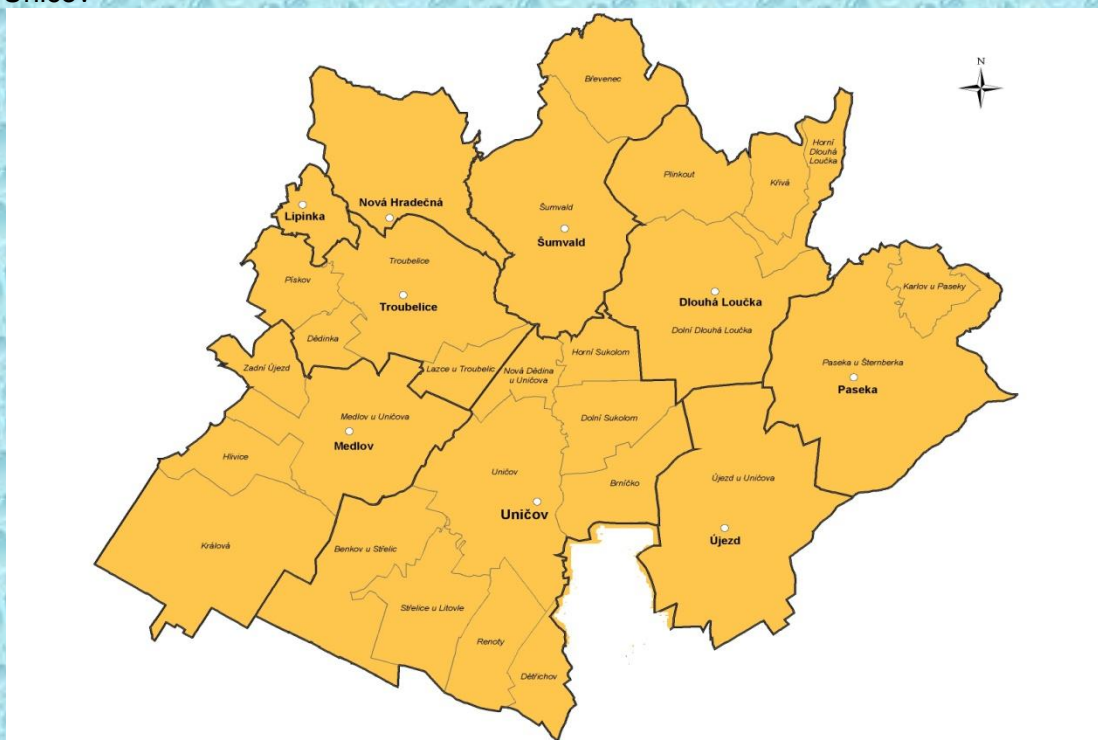 Uničov
N
Břevenec
Horní
Dlouhá
Loučka
Plinkout
Křivá
Lipinka
Nová Hradečná
Šumvald
Šumvald
Troubelice
Troubelice
Pískov
Dlouhá Loučka
Dolní Dlouhá Loučka
Karlov u Paseky
Dědinka
Horní Sukolom
Zadní Újezd
Lazce u Troubelic
Nová Dědina
u Uničova
Paseka u Šternberka
Paseka
Medlov u Uničova
Medlov
Dolní Sukolom
Hlivice
Uničov
Uničov
Brníčko
Újezd u Uničova
Újezd
Králová
Benkov u Střelic
Střelice u Litovle
Renoty
Dětřichov